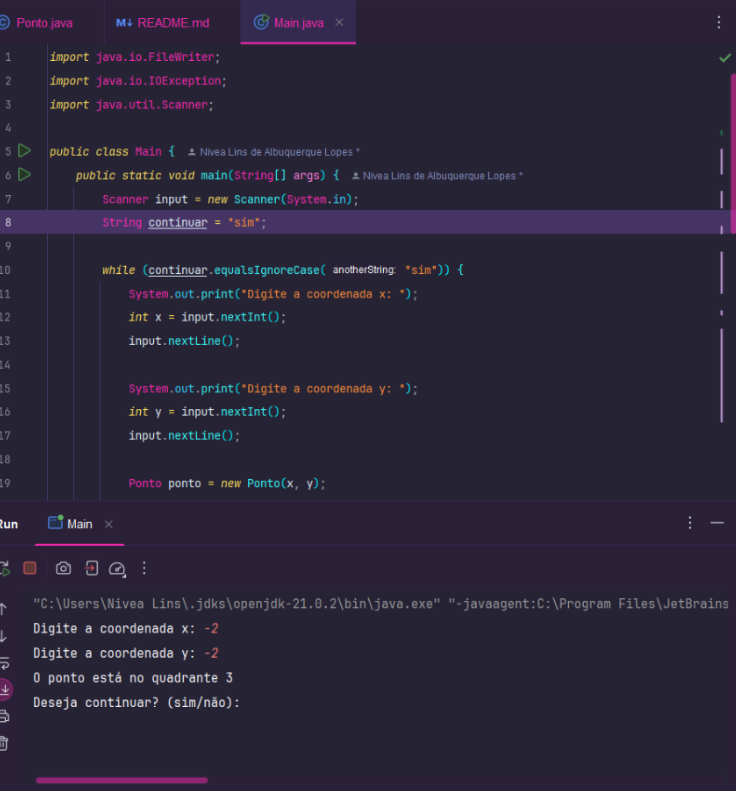 Ponto.java M↓ README.md Main.java
1 import java.io.FileWriter;
2 import java.io.IOException;
3 import java.util.Scanner;
4
5 public class Main { Nivea Lins de Albuquerque Lopes *
6 public static void main(String[] args) { Nivea Lins de Albuquerque Lopes *
7 Scanner input = new Scanner(System.in);
8 String continuar = "sim";
9
10 while (continuar.equalsIgnoreCase( anotherString: "sim")) {
11 System.out.print("Digite a coordenada x: ");
12 int x = input.nextInt();
13 input.nextLine();
14
15 System.out.print("Digite a coordenada y: ");
16 int y = input.nextInt();
17 input.nextLine();
18
19 Ponto ponto = new Ponto(x, y);
Run Main
"C:\Users\Nivea Lins\.jdks\openjdk-21.0.2\bin\java.exe" "-javaagent:C:\Program Files\JetBrains
Digite a coordenada x: -2
Digite a coordenada y: -2
O ponto está no quadrante 3
Deseja continuar? (sim/não):